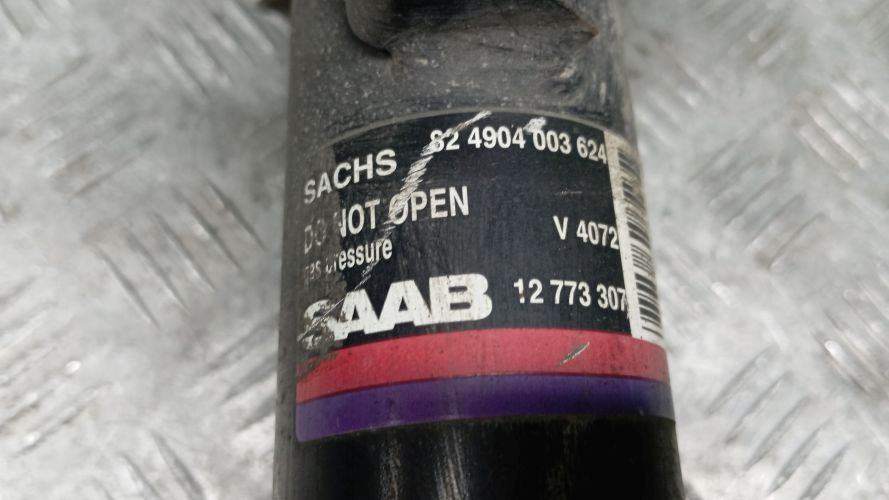 SACHS 82 4904 003 624
DO NOT OPEN
pressure V 4072
SAAB 12 773 307